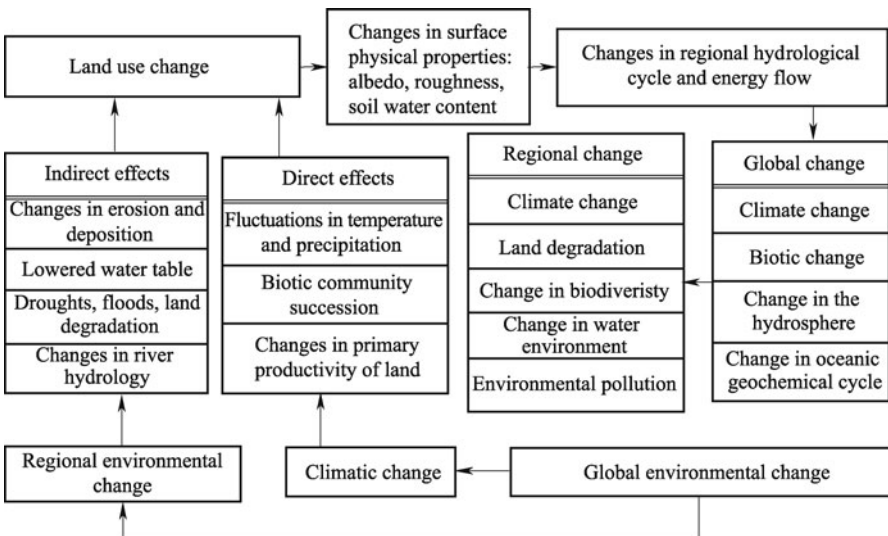 Land use change
Changes in surface
physical properties:
albedo, roughness,
soil water content
Changes in regional hydrological
cycle and energy flow
Indirect effects
Changes in erosion and
deposition
Lowered water table
Droughts, floods, land
degradation
Changes in river
hydrology
Direct effects
Fluctuations in temperature
and precipitation
Biotic community
succession
Changes in primary
productivity of land
Regional change
Climate change
Land degradation
Change in biodiveristy
Change in water
environment
Environmental pollution
Global change
Climate change
Biotic change
Change in the
hydrosphere
Change in oceanic
geochemical cycle
Regional environmental
change
Climatic change
Global environmental change